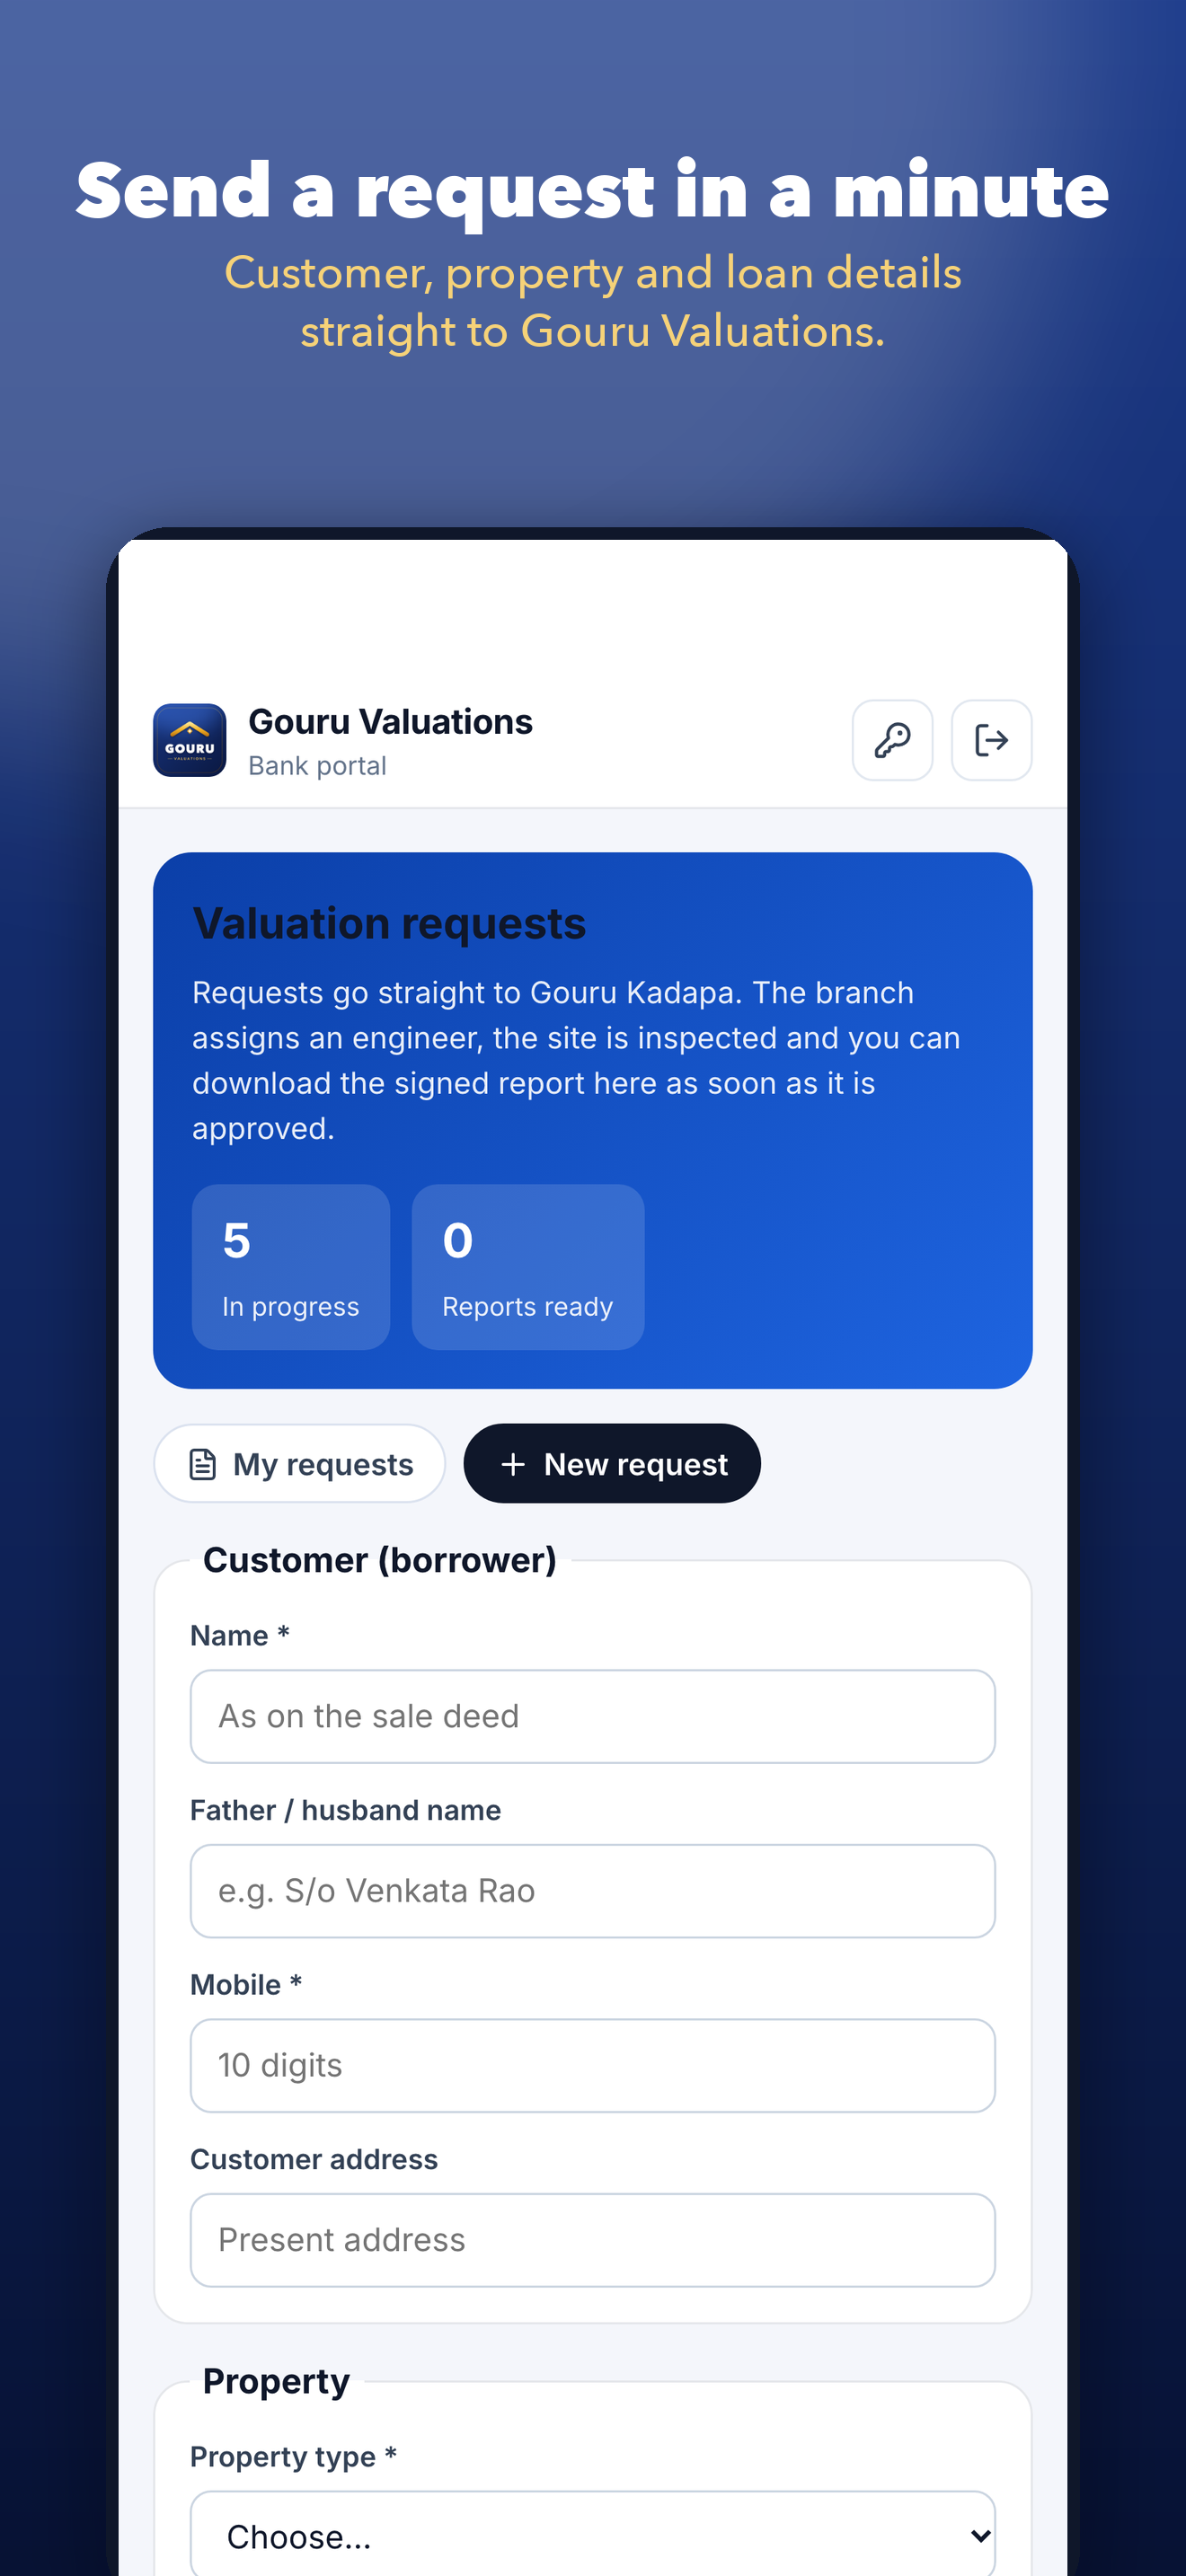 Send a request in a minute
Customer, property and loan details
straight to Gouru Valuations.
GOURU
VALUATIONS
Gouru Valuations
Bank portal
Valuation requests
Requests go straight to Gouru Kadapa. The branch
assigns an engineer, the site is inspected and you can
download the signed report here as soon as it is
approved.
5
0
In progress
Reports ready
My requests
New request
Customer (borrower)
Name *
As on the sale deed
Father / husband name
e.g. S/o Venkata Rao
Mobile *
10 digits
Customer address
Present address
Property
Property type *
Choose...